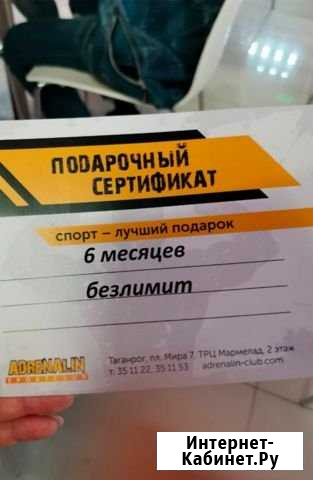 ПОДАРОЧНЫЙ
СЕРТИФИКАТ
спорт – лучший подарок
6 месяцев
безлимит
ADRENALIN
SPORTCLUB
Таганрог, пл. Мира 7, ТРЦ Мармелад, 2 этаж
т: 35 11 22, 35 11 53 adrenalin-club.com
Интернет-
Кабинет.Ру